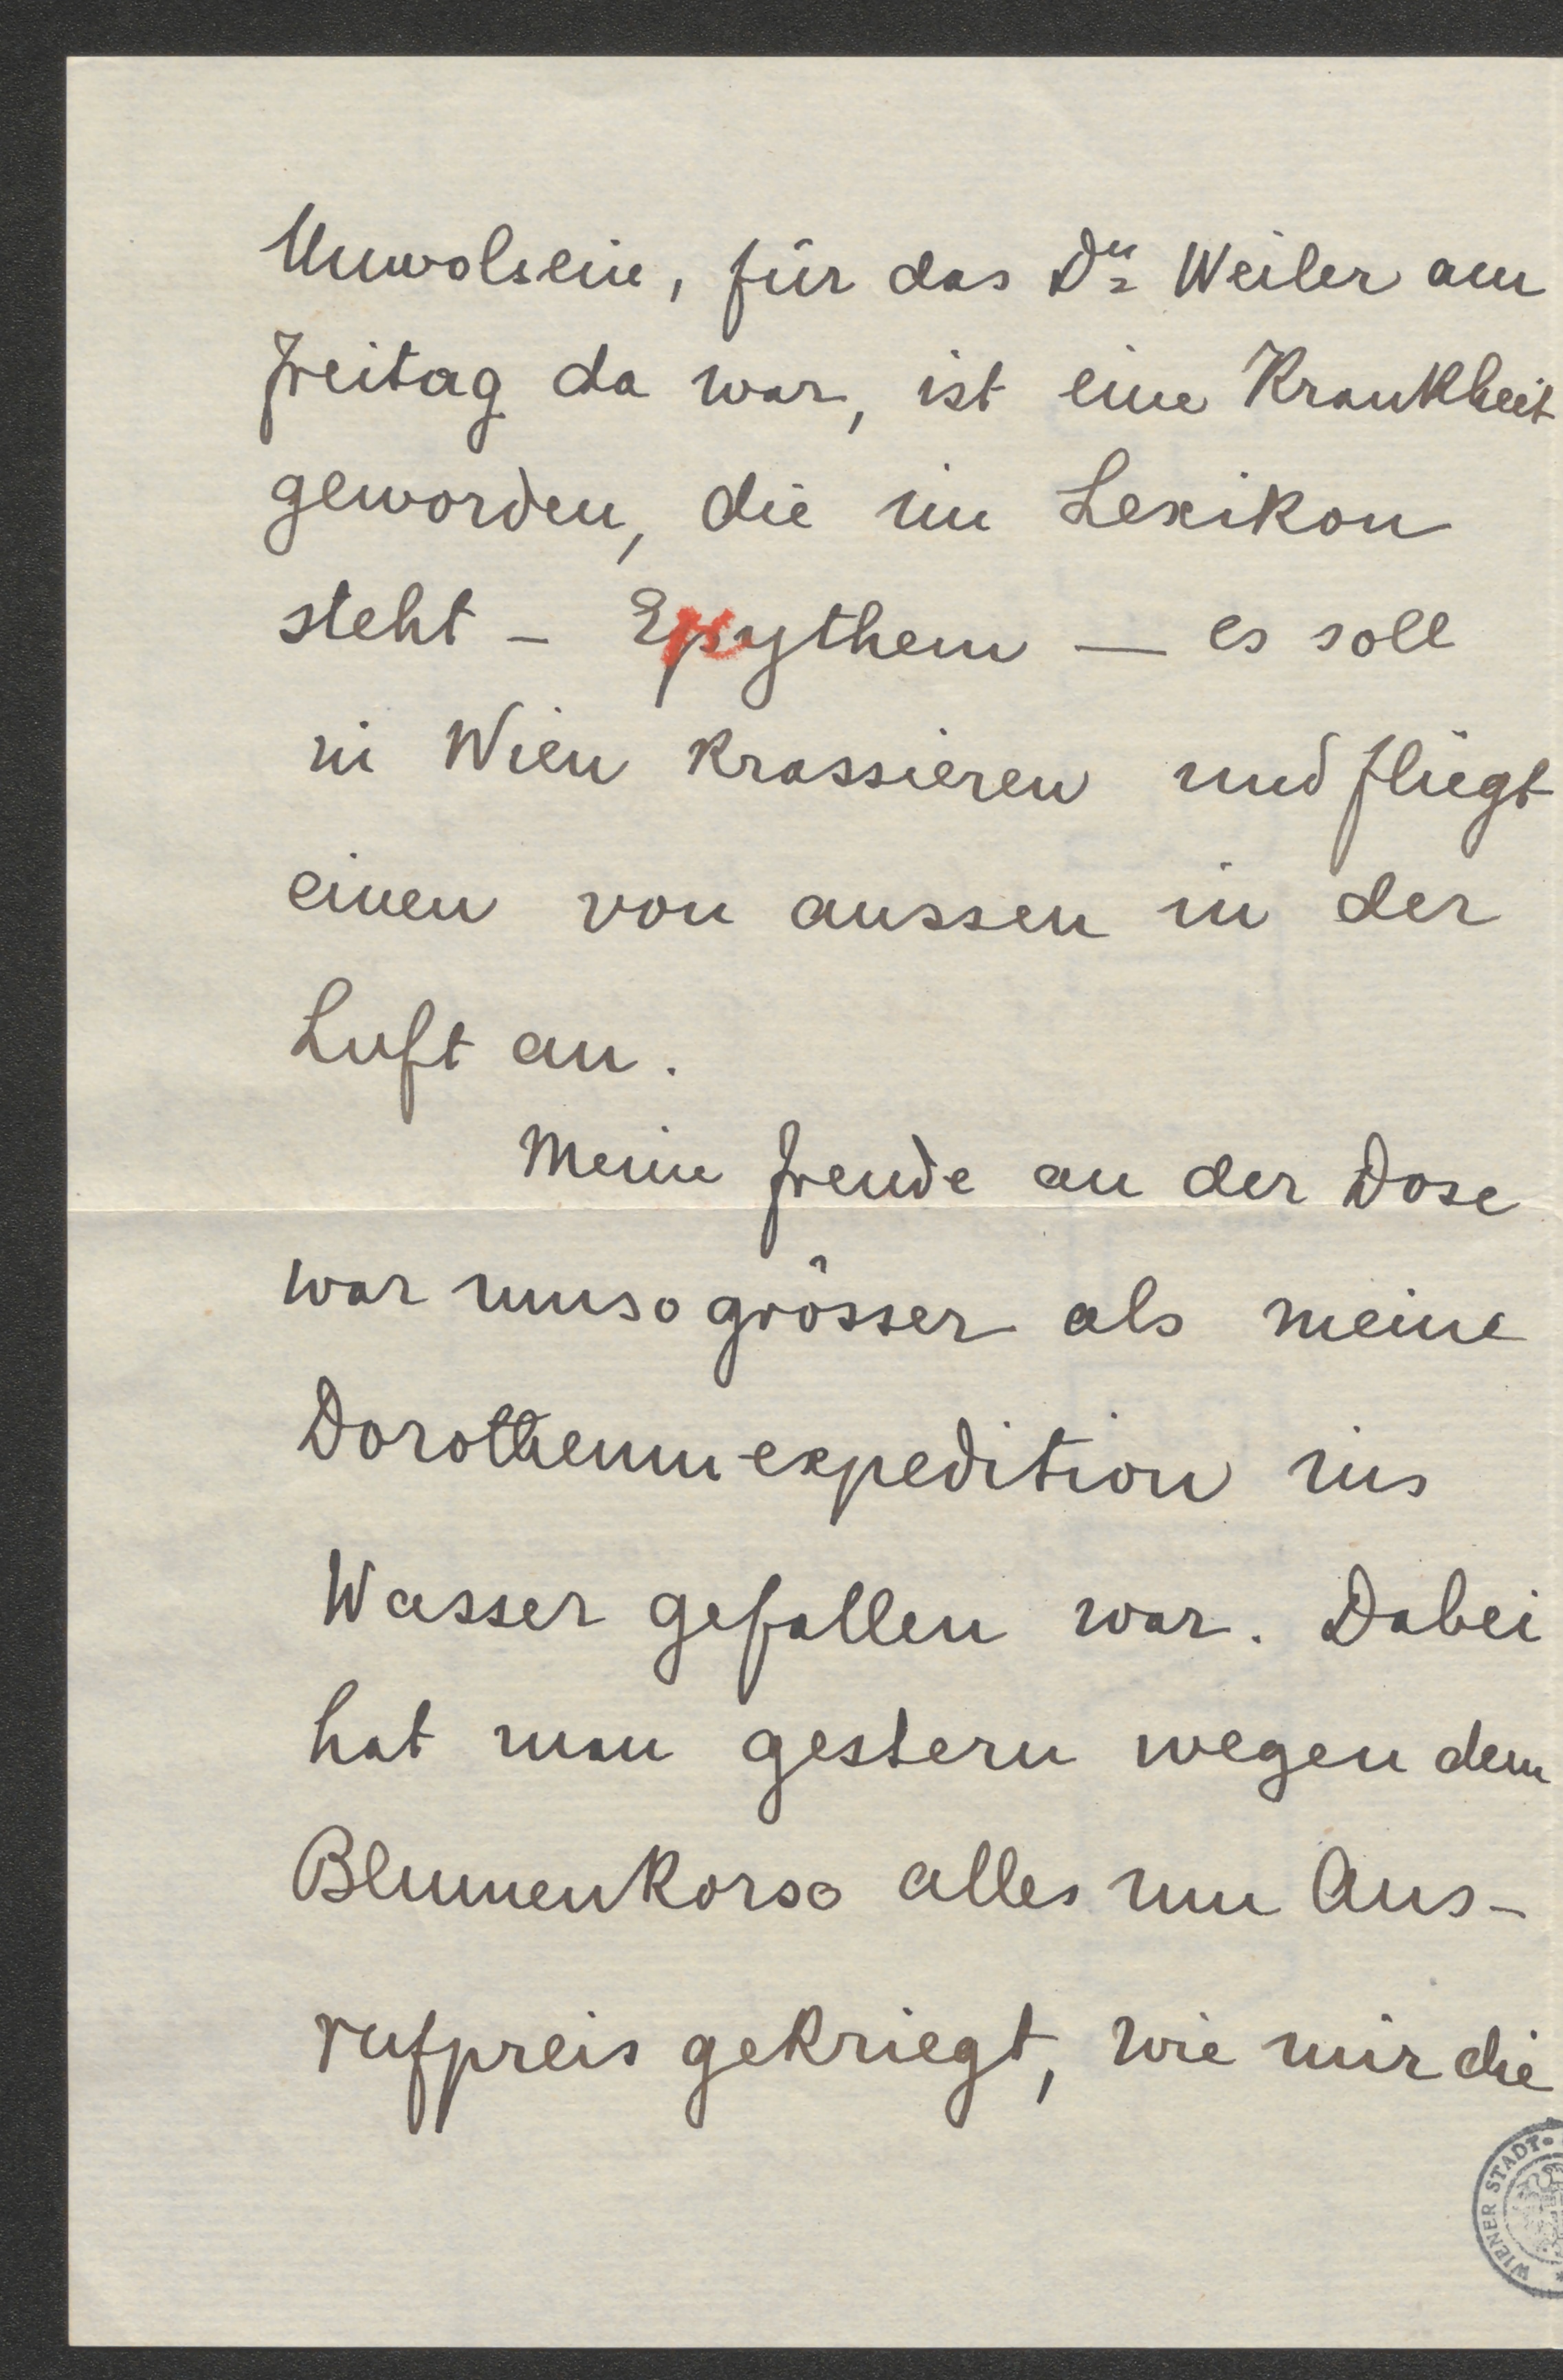 Unwolsein, für das Dr. Weiler am
Freitag da war, ist eine Krankheit
geworden, die im Lexikon
steht – Erythem — es soll
in Wien krassieren und fliegt
einen von aussen in der
Luft an.
Meine Freude an der Dose
war umso grösser als meine
Dorotheumexpedition ins
Wasser gefallen war. Dabei
hat man gestern wegen dem
Blumenkorso alles um Aus-
rufpreis gekriegt, wie mir die
WIENER STADT-